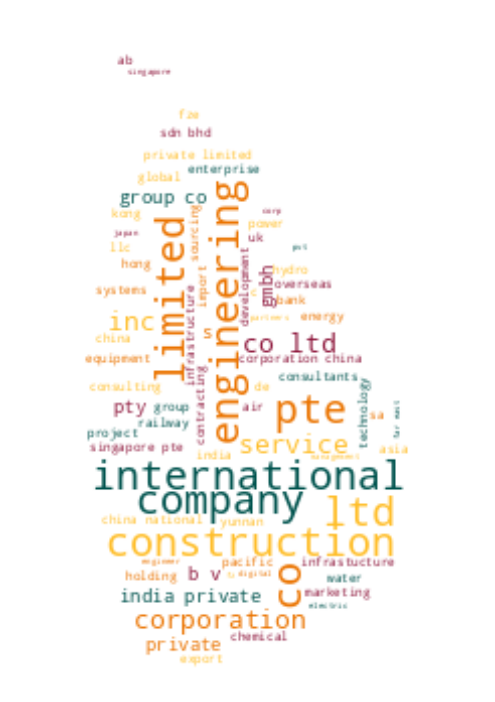 ab
singapore
fze
sdn bhd
private limited
enterprise
global
group co
engineering
kong
corp
limited
sourcing
power
japan
uk
llc
put
hong
development
gmbh
hydro
import
overseas
systems
infrastructure
c
bank
inc
partners
energy
s
china
co ltd
equipment
corporation china
contracting
consultants
consulting
de
technology
pty
group
air
pte
sa
far east
railway
project
service
singapore pte
india
management
asia
international
company
ltd
china national
yunnan
construction
engineer
pacific
infrastucture
holding
b v
digital
co
water
india private
marketing
electric
corporation
chemical
private
export